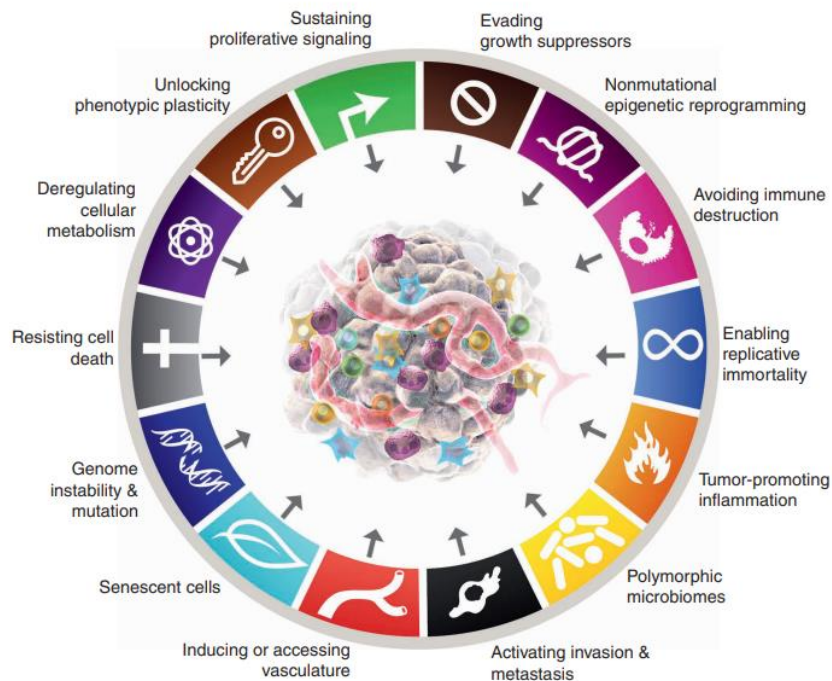 Sustaining
proliferative signaling
Evading
growth suppressors
Nonmutational
epigenetic reprogramming
Avoiding immune
destruction
Enabling
replicative
immortality
Tumor-promoting
inflammation
Polymorphic
microbiomes
Activating invasion &
metastasis
Inducing or accessing
vasculature
Senescent cells
Genome
instability &
mutation
Resisting cell
death
Deregulating
cellular
metabolism
Unlocking
phenotypic plasticity